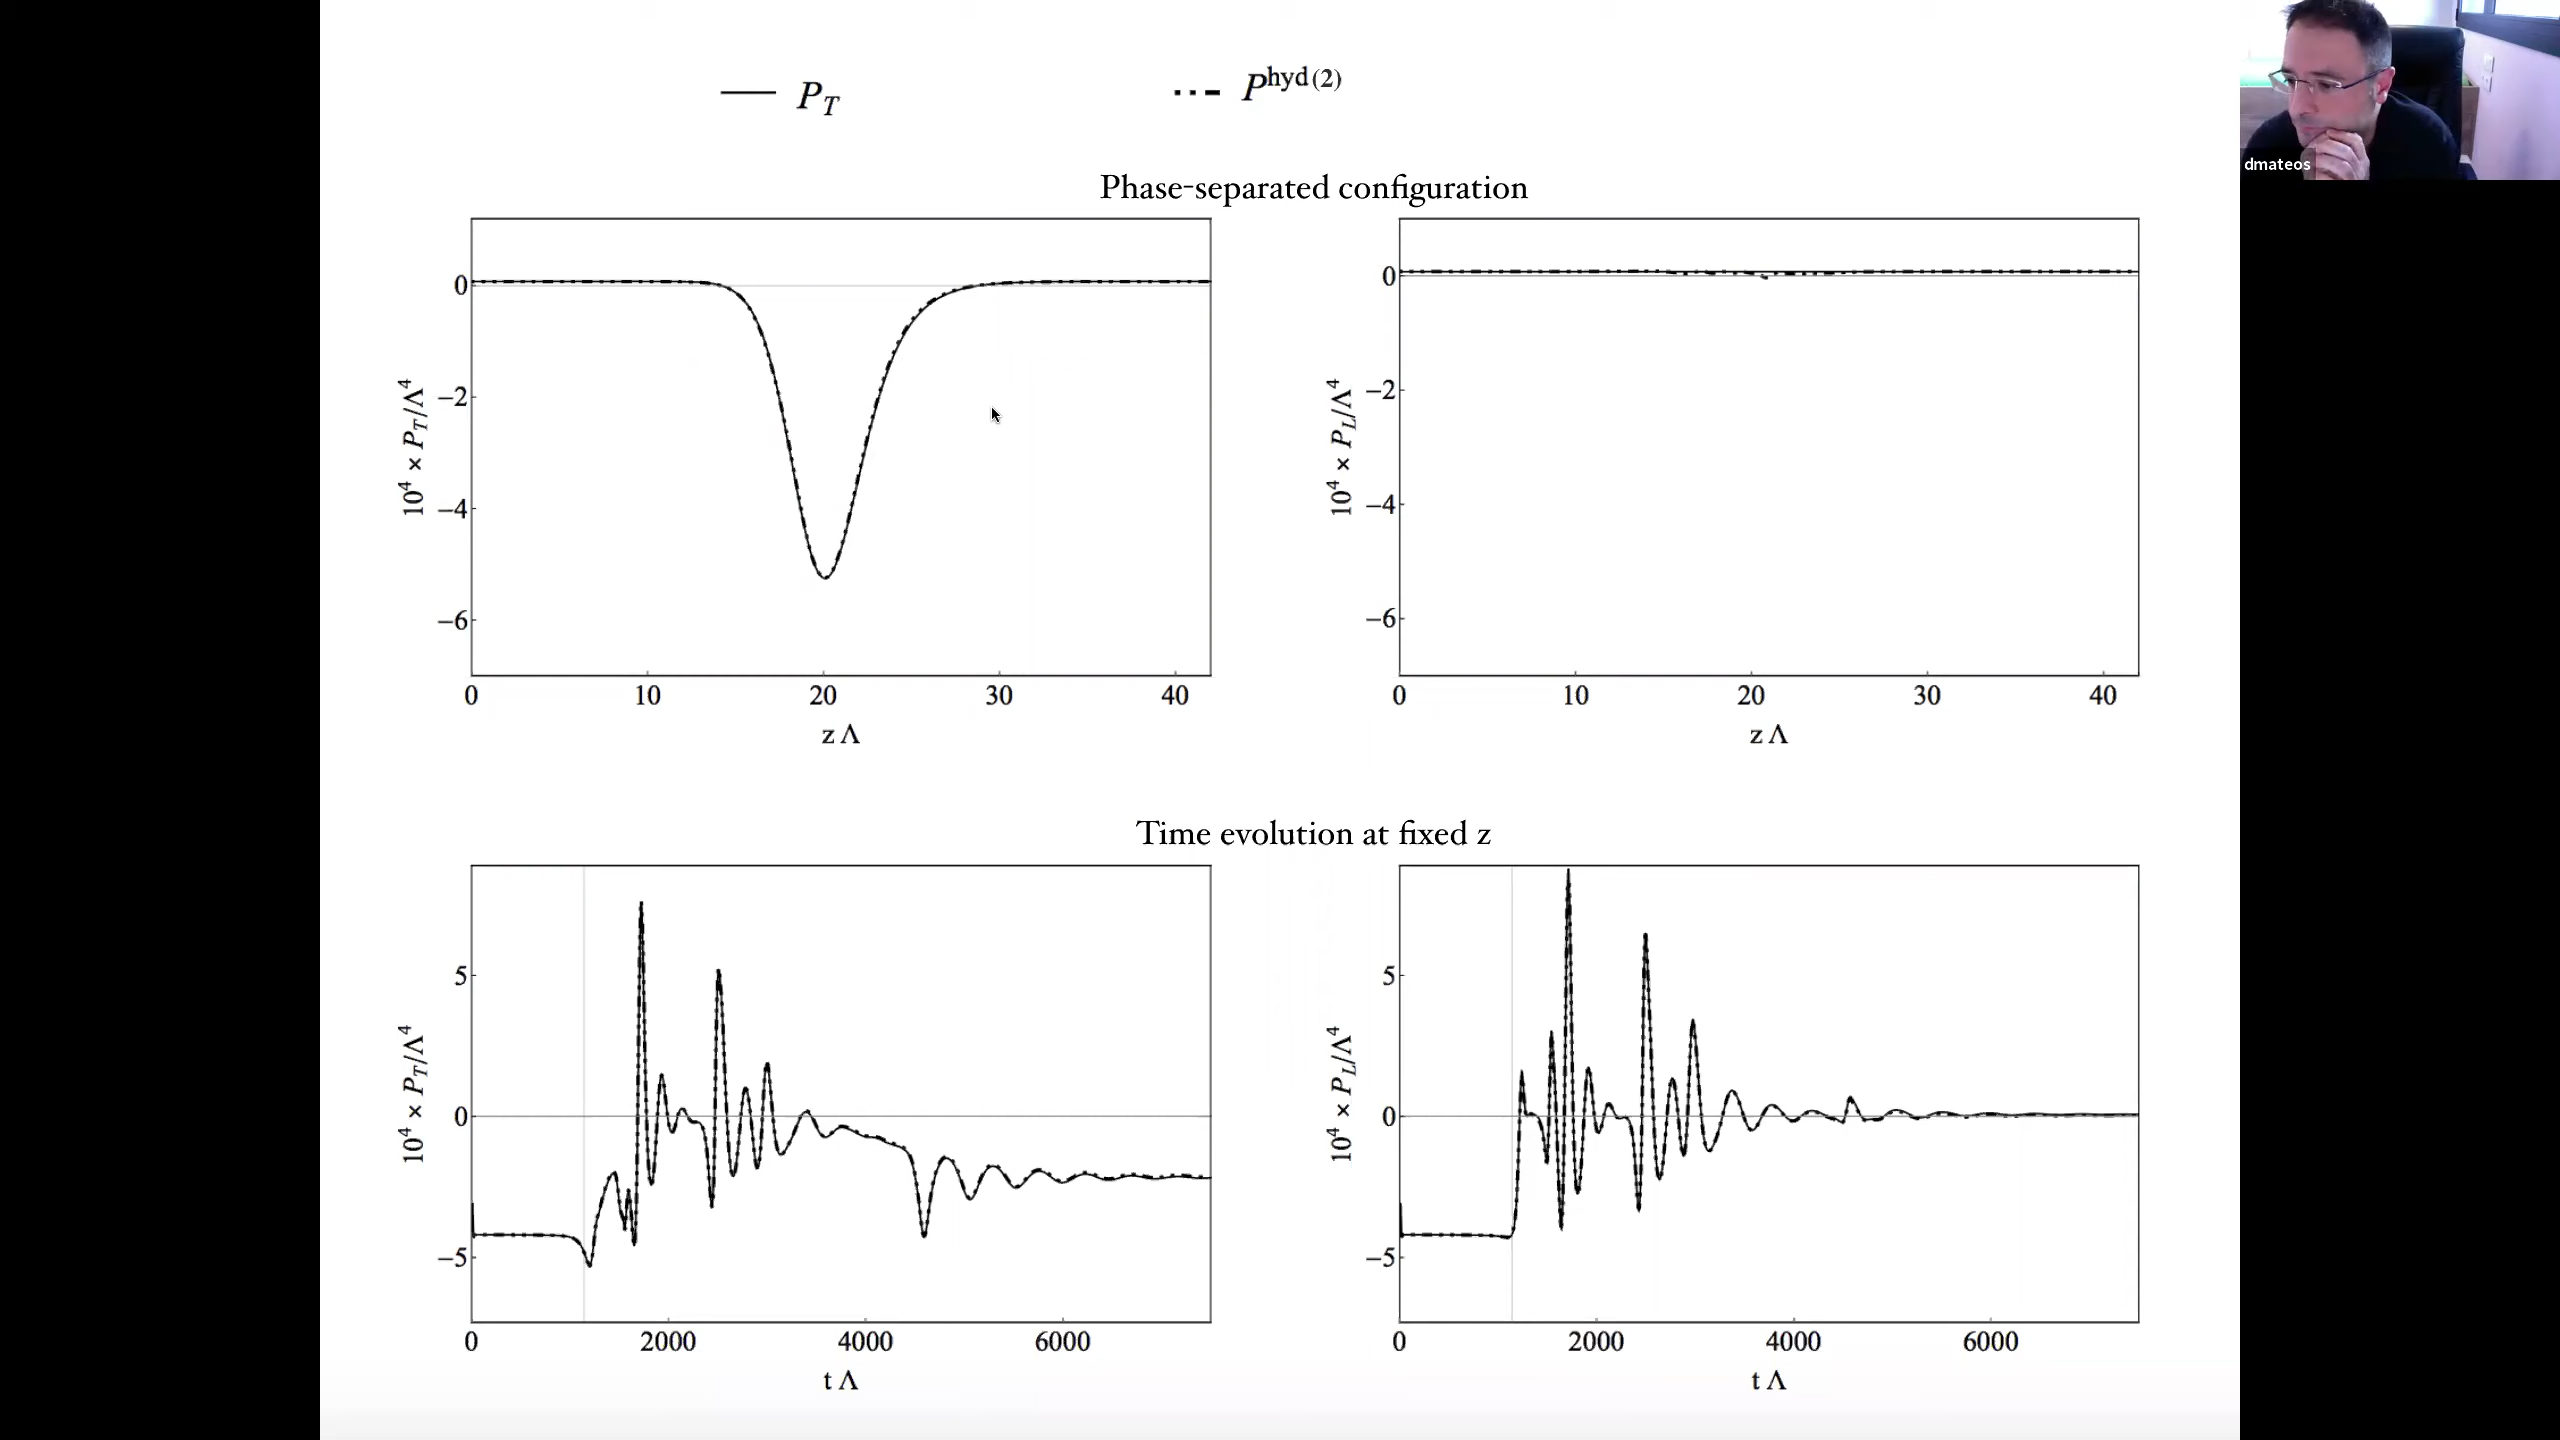 P_T
P^hyd(2)
dmateos
Phase-separated configuration
10^4 × P_T/Λ^4
0
−2
−4
−6
0 10 20 30 40
z Λ
10^4 × P_L/Λ^4
0
−2
−4
−6
0 10 20 30 40
z Λ
Time evolution at fixed z
10^4 × P_T/Λ^4
5
0
−5
0 2000 4000 6000
t Λ
10^4 × P_L/Λ^4
5
0
−5
0 2000 4000 6000
t Λ